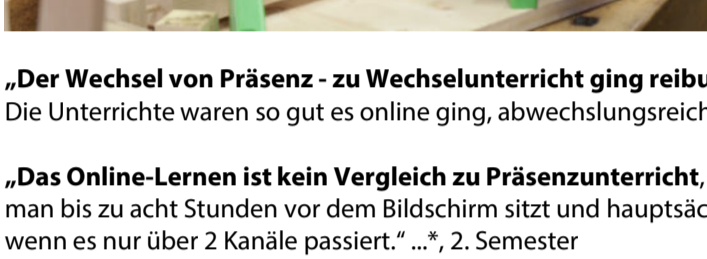 „Der Wechsel von Präsenz - zu Wechselunterricht ging
Die Unterrichte waren so gut es online ging,
„Das Online-Lernen ist kein Vergleich zu Präsenzunterricht,
man bis zu acht Stunden vor dem Bildschirm sitzt und
wenn es nur über 2 Kanäle passiert.“ ...*, 2. Semester